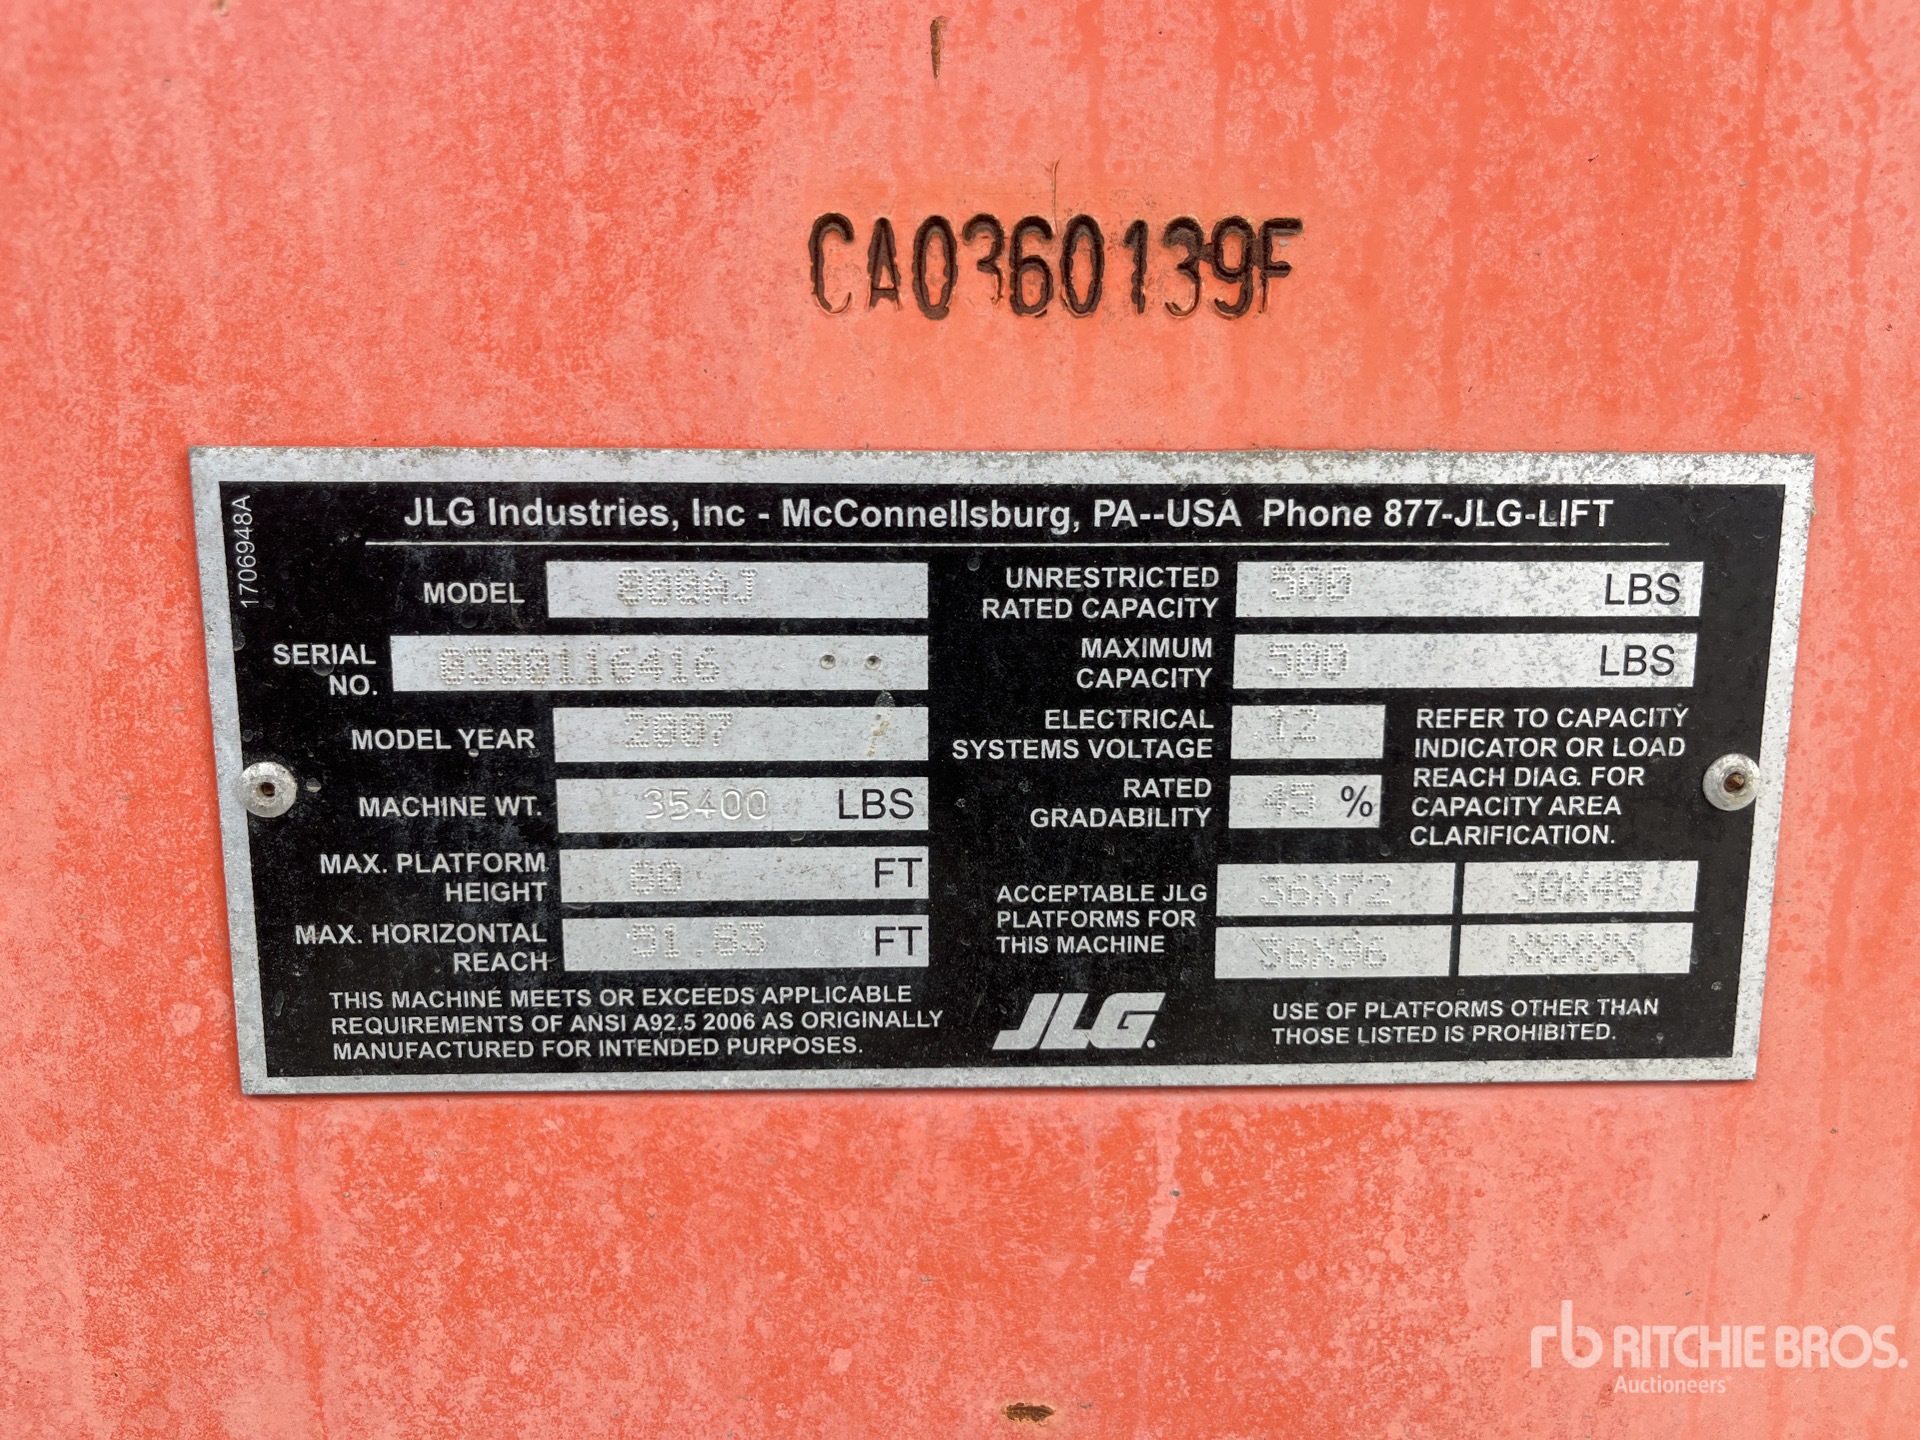 CA0360139F
1706948A
JLG Industries, Inc - McConnellsburg, PA--USA Phone 877-JLG-LIFT
MODEL 800AJ
SERIAL NO. 0300116416
MODEL YEAR 2007
MACHINE WT. 35400 LBS
MAX. PLATFORM HEIGHT 80 FT
MAX. HORIZONTAL REACH 51.83 FT
THIS MACHINE MEETS OR EXCEEDS APPLICABLE
REQUIREMENTS OF ANSI A92.5 2006 AS ORIGINALLY
MANUFACTURED FOR INTENDED PURPOSES.
UNRESTRICTED RATED CAPACITY 500 LBS
MAXIMUM CAPACITY 500 LBS
ELECTRICAL SYSTEMS VOLTAGE 12
RATED GRADABILITY 45 %
REFER TO CAPACITY
INDICATOR OR LOAD
REACH DIAG. FOR
CAPACITY AREA
CLARIFICATION.
ACCEPTABLE JLG
PLATFORMS FOR
THIS MACHINE
36X72 30X48
36X96
JLG.
USE OF PLATFORMS OTHER THAN
THOSE LISTED IS PROHIBITED.
rb RITCHIE BROS.
Auctioneers